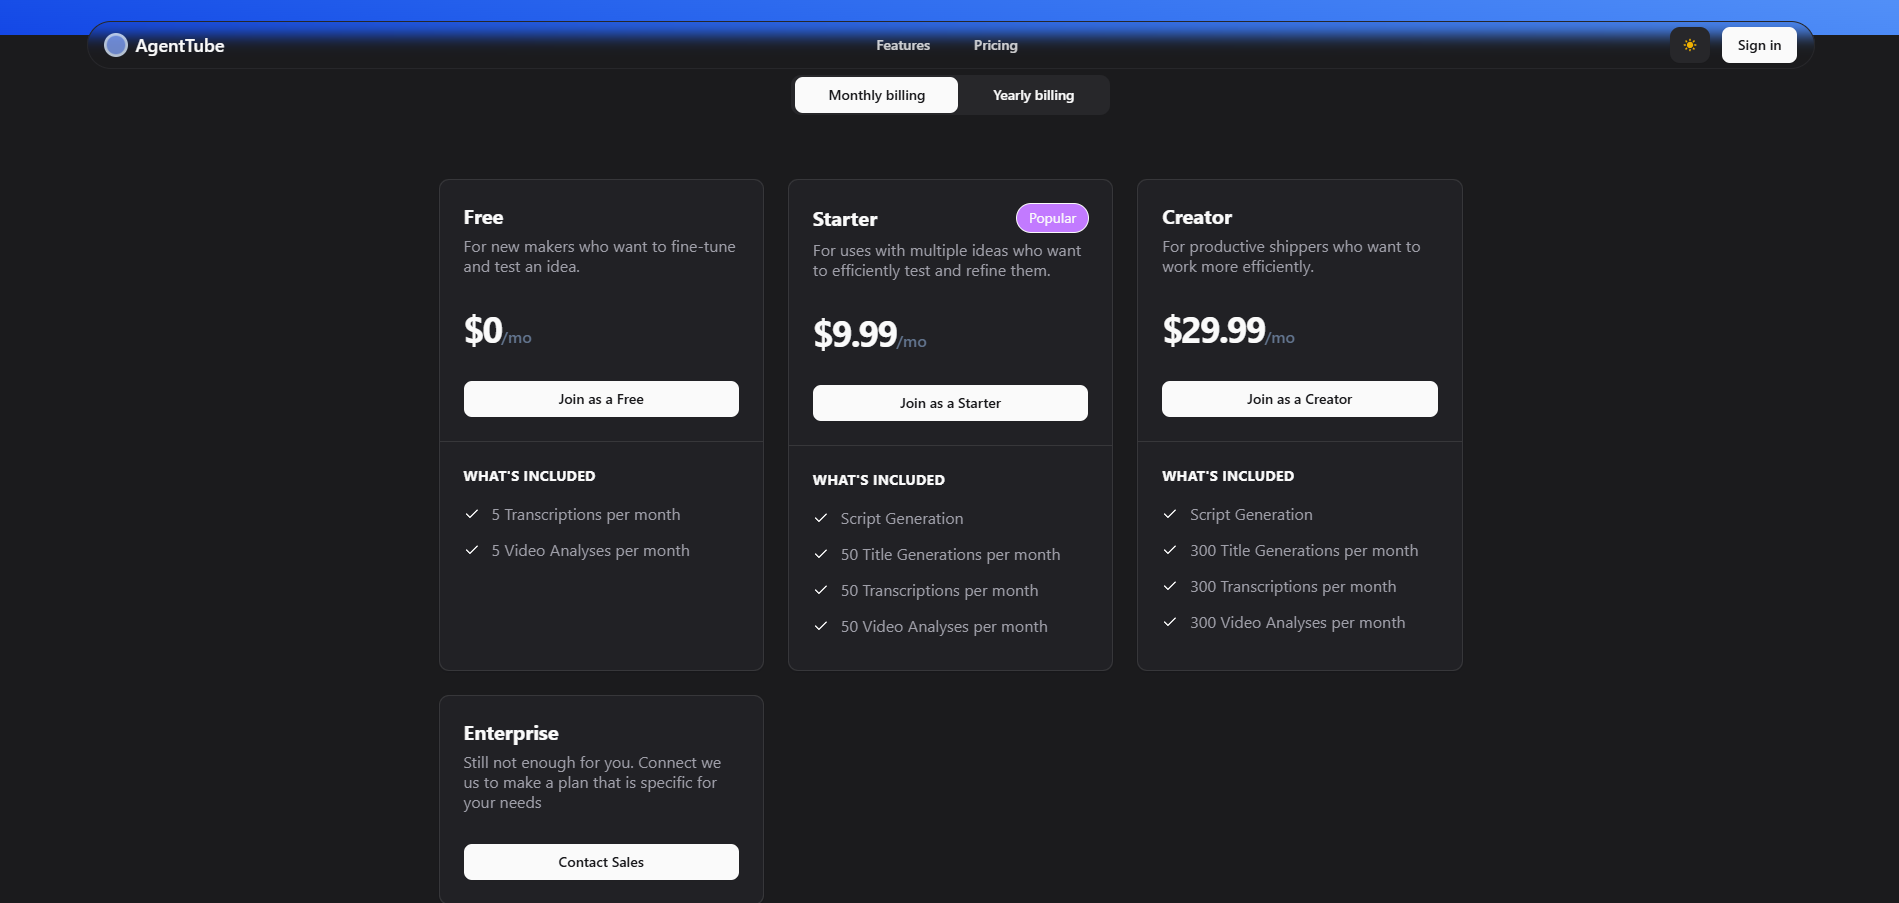 AgentTube
Features
Pricing
Sign in
Monthly billing
Yearly billing
Free
For new makers who want to fine-tune
and test an idea.
$0/mo
Join as a Free
WHAT'S INCLUDED
5 Transcriptions per month
5 Video Analyses per month
Starter
Popular
For uses with multiple ideas who want
to efficiently test and refine them.
$9.99/mo
Join as a Starter
WHAT'S INCLUDED
Script Generation
50 Title Generations per month
50 Transcriptions per month
50 Video Analyses per month
Creator
For productive shippers who want to
work more efficiently.
$29.99/mo
Join as a Creator
WHAT'S INCLUDED
Script Generation
300 Title Generations per month
300 Transcriptions per month
300 Video Analyses per month
Enterprise
Still not enough for you. Connect we
us to make a plan that is specific for
your needs
Contact Sales